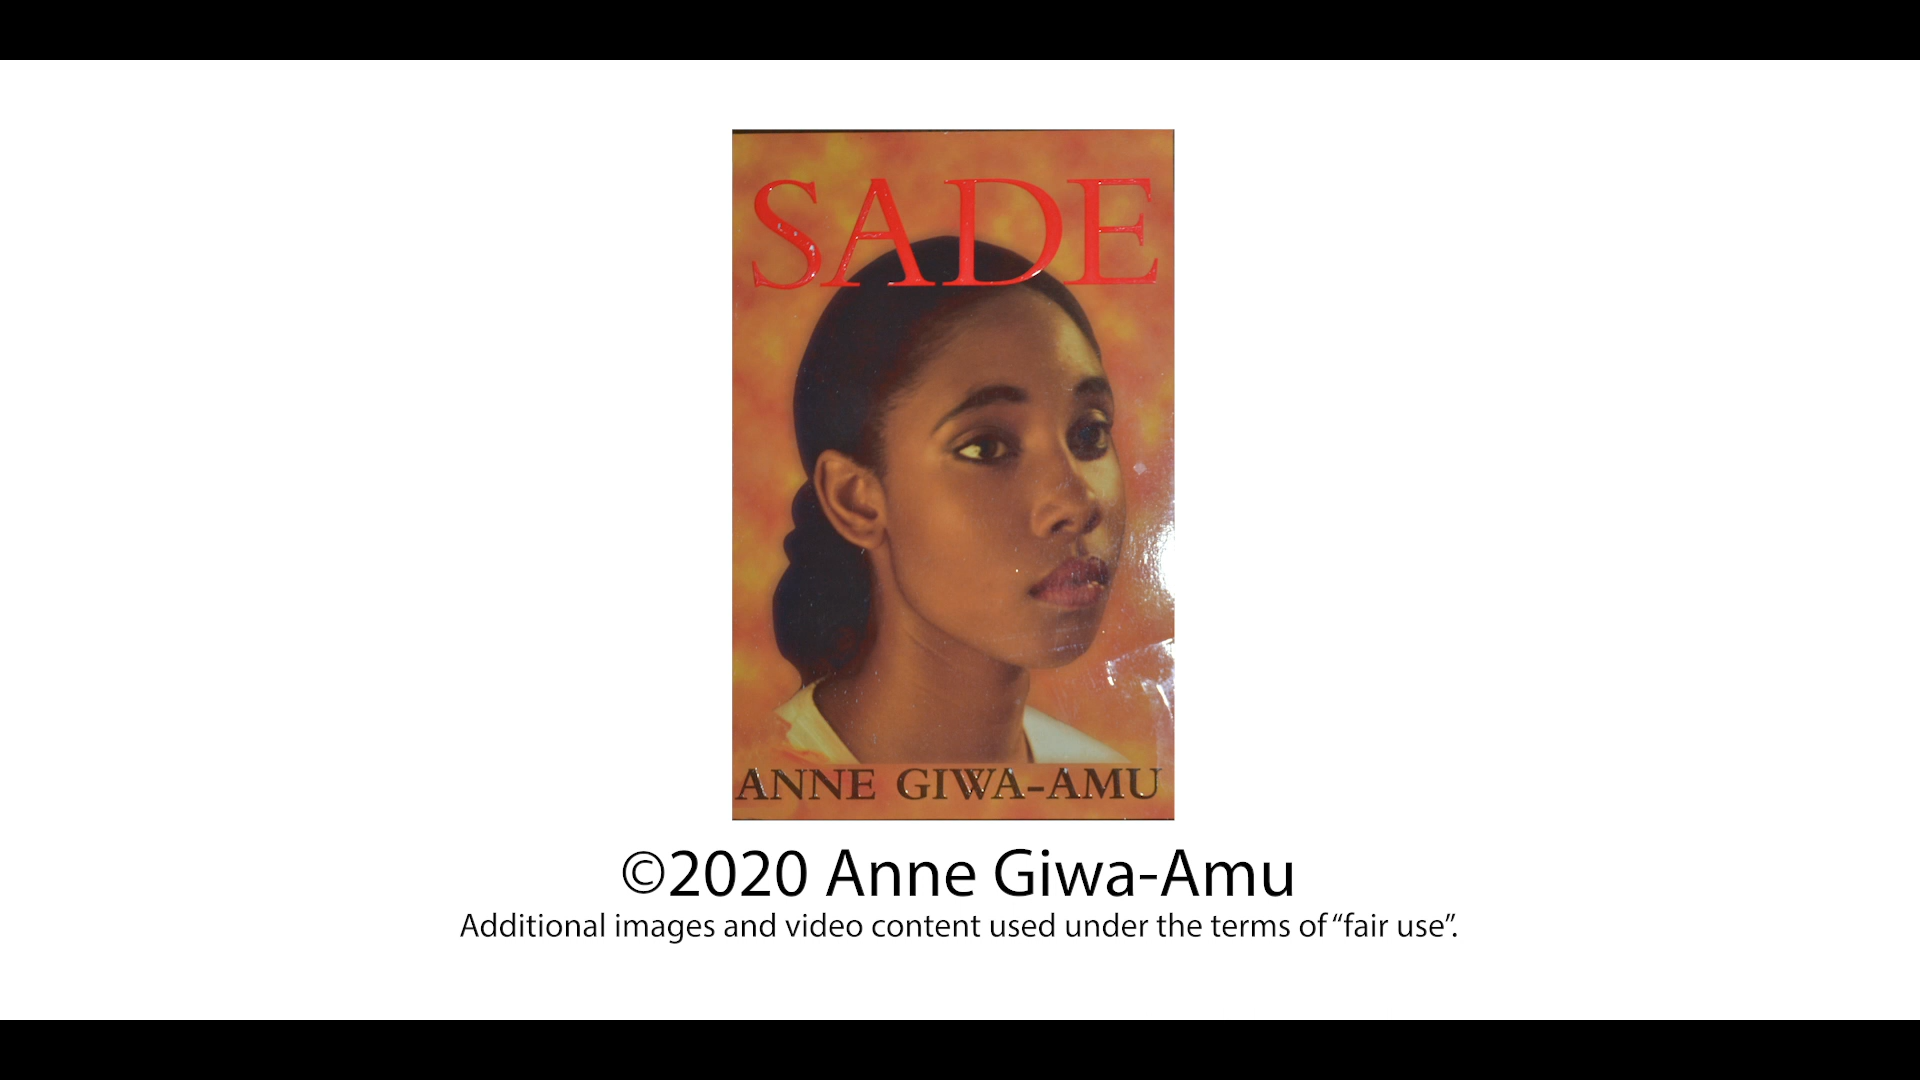 SADE
ANNE GIWA-AMU
©2020 Anne Giwa-Amu
Additional images and video content used under the terms of “fair use”.